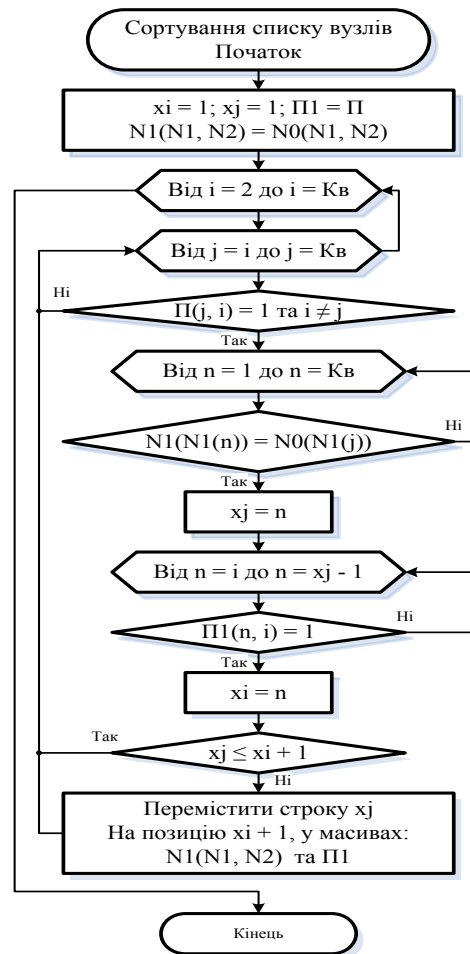 Сортування списку вузлів
Початок
xi = 1; xj = 1; П1 = П
N1(N1, N2) = N0(N1, N2)
Від i = 2 до i = Кв
Від j = i до j = Кв
Ні
П(j, i) = 1 та i ≠ j
Так
Від n = 1 до n = Кв
Ні
N1(N1(n)) = N0(N1(j))
Так
xj = n
Від n = i до n = xj - 1
Ні
П1(n, i) = 1
Так
xi = n
Так
xj ≤ xi + 1
Ні
Перемістити строку xj
На позицію xi + 1, у масивах:
N1(N1, N2) та П1
Кінець